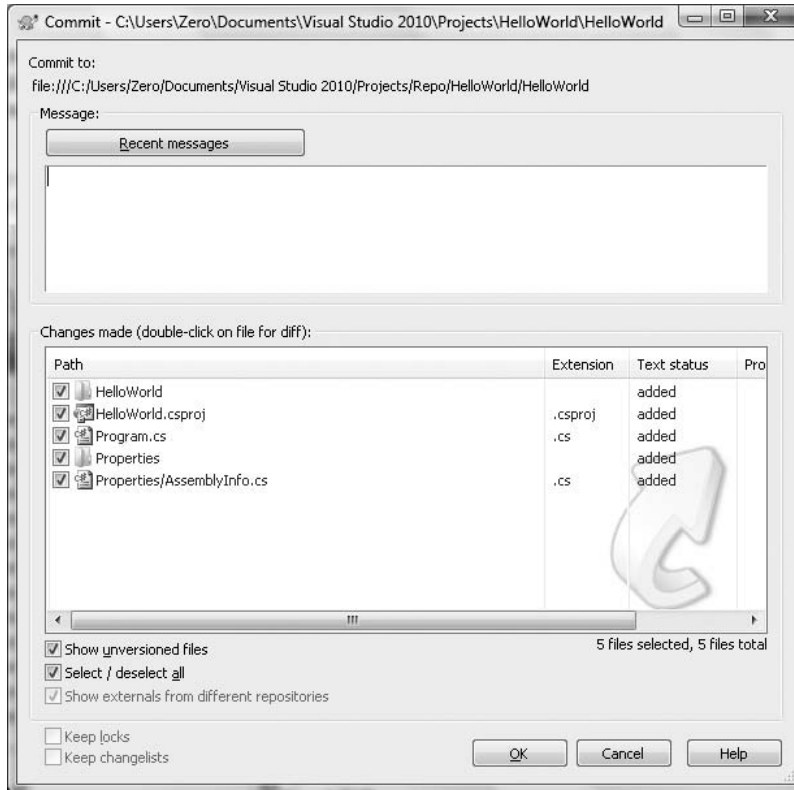 Commit - C:\Users\Zero\Documents\Visual Studio 2010\Projects\HelloWorld\HelloWorld
Commit to:
file:///C:/Users/Zero/Documents/Visual Studio 2010/Projects/Repo/HelloWorld/HelloWorld
Message:
Recent messages
Changes made (double-click on file for diff):
Path Extension Text status Pro
HelloWorld added
HelloWorld.csproj .csproj added
Program.cs .cs added
Properties added
Properties/AssemblyInfo.cs .cs added
Show unversioned files
5 files selected, 5 files total
Select / deselect all
Show externals from different repositories
Keep locks
Keep changelists
OK Cancel Help